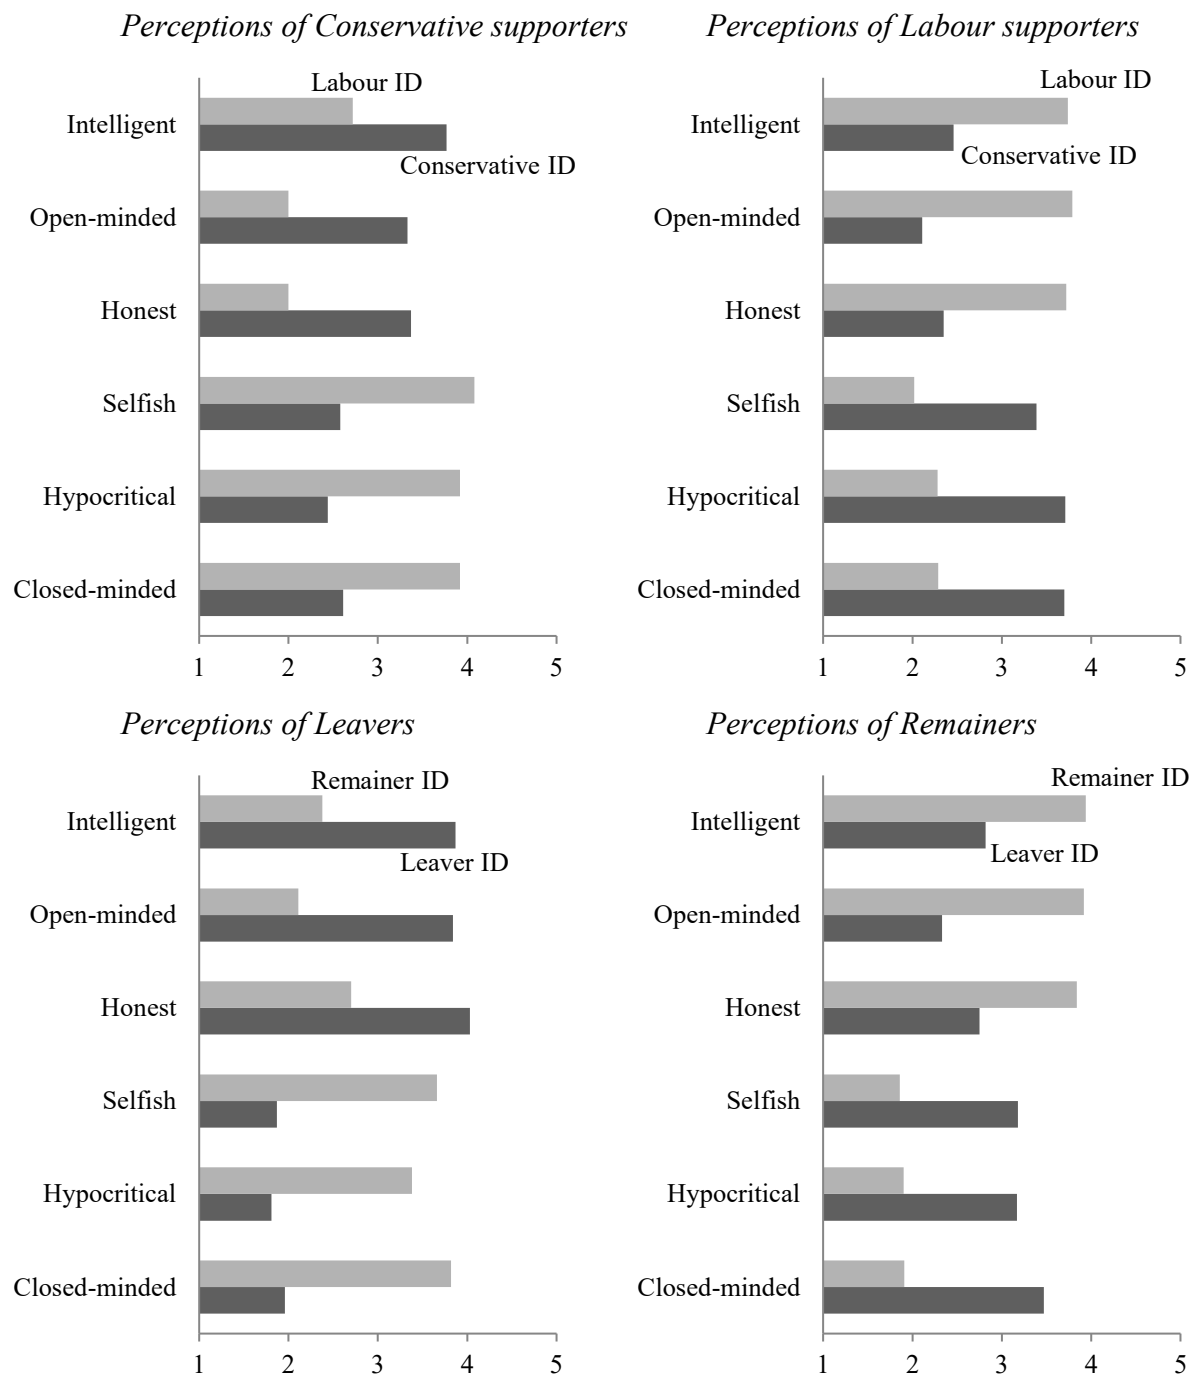 Perceptions of Conservative supporters
Labour ID
Intelligent
Conservative ID
Open-minded
Honest
Selfish
Hypocritical
Closed-minded
1 2 3 4 5
Perceptions of Labour supporters
Labour ID
Intelligent
Conservative ID
Open-minded
Honest
Selfish
Hypocritical
Closed-minded
1 2 3 4 5
Perceptions of Leavers
Remainer ID
Intelligent
Leaver ID
Open-minded
Honest
Selfish
Hypocritical
Closed-minded
1 2 3 4 5
Perceptions of Remainers
Remainer ID
Intelligent
Leaver ID
Open-minded
Honest
Selfish
Hypocritical
Closed-minded
1 2 3 4 5